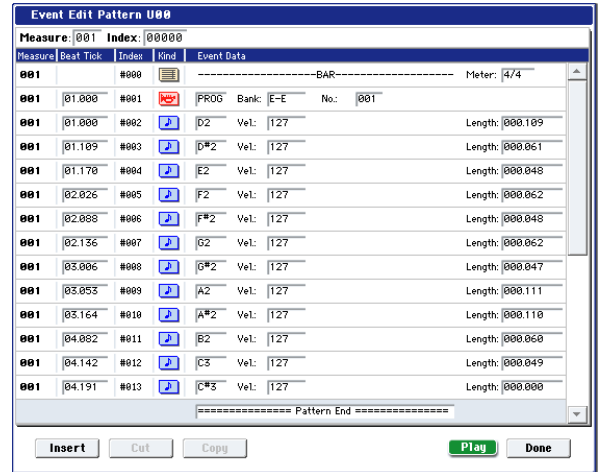 Event Edit Pattern U00
Measure: 001 Index: 00000
Measure Beat Tick Index Kind Event Data
001 #000 --------------------BAR-------------------- Meter: 4/4
001 01.000 #001 PROG Bank: E-E No.: 001
001 01.000 #002 D2 Vel.: 127 Length: 000.109
001 01.109 #003 D#2 Vel.: 127 Length: 000.061
001 01.170 #004 E2 Vel.: 127 Length: 000.048
001 02.026 #005 F2 Vel.: 127 Length: 000.062
001 02.088 #006 F#2 Vel.: 127 Length: 000.048
001 02.136 #007 G2 Vel.: 127 Length: 000.062
001 03.006 #008 G#2 Vel.: 127 Length: 000.047
001 03.053 #009 A2 Vel.: 127 Length: 000.111
001 03.164 #010 A#2 Vel.: 127 Length: 000.110
001 04.082 #011 B2 Vel.: 127 Length: 000.060
001 04.142 #012 C3 Vel.: 127 Length: 000.049
001 04.191 #013 C#3 Vel.: 127 Length: 000.000
=============== Pattern End ===============
Insert Cut Copy Play Done